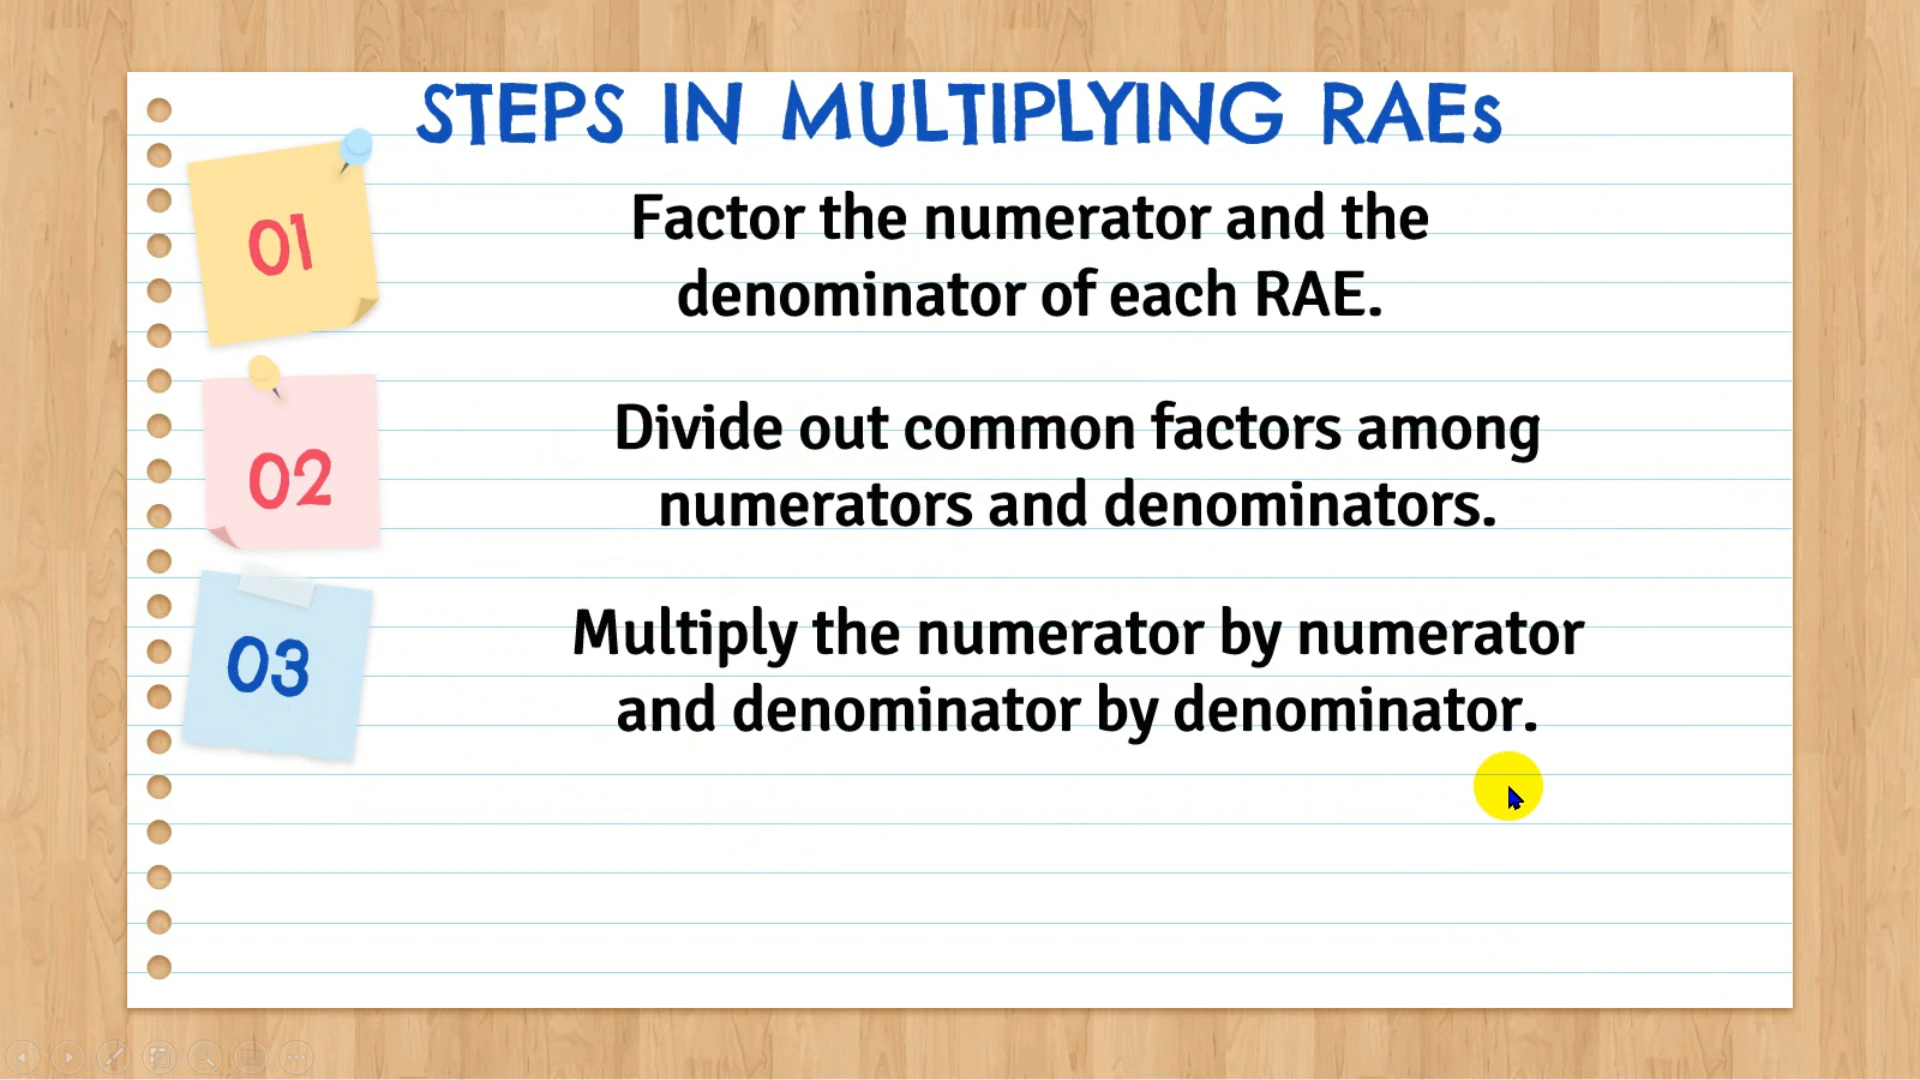 STEPS IN MULTIPLYING RAEs
01
Factor the numerator and the
denominator of each RAE.
02
Divide out common factors among
numerators and denominators.
03
Multiply the numerator by numerator
and denominator by denominator.